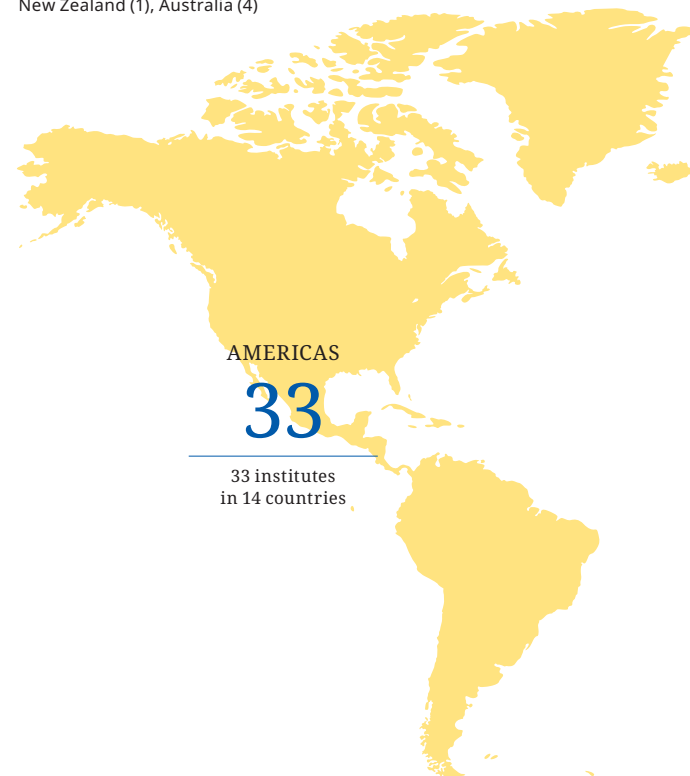 New Zealand (1), Australia (4)
AMERICAS
33
33 institutes
in 14 countries